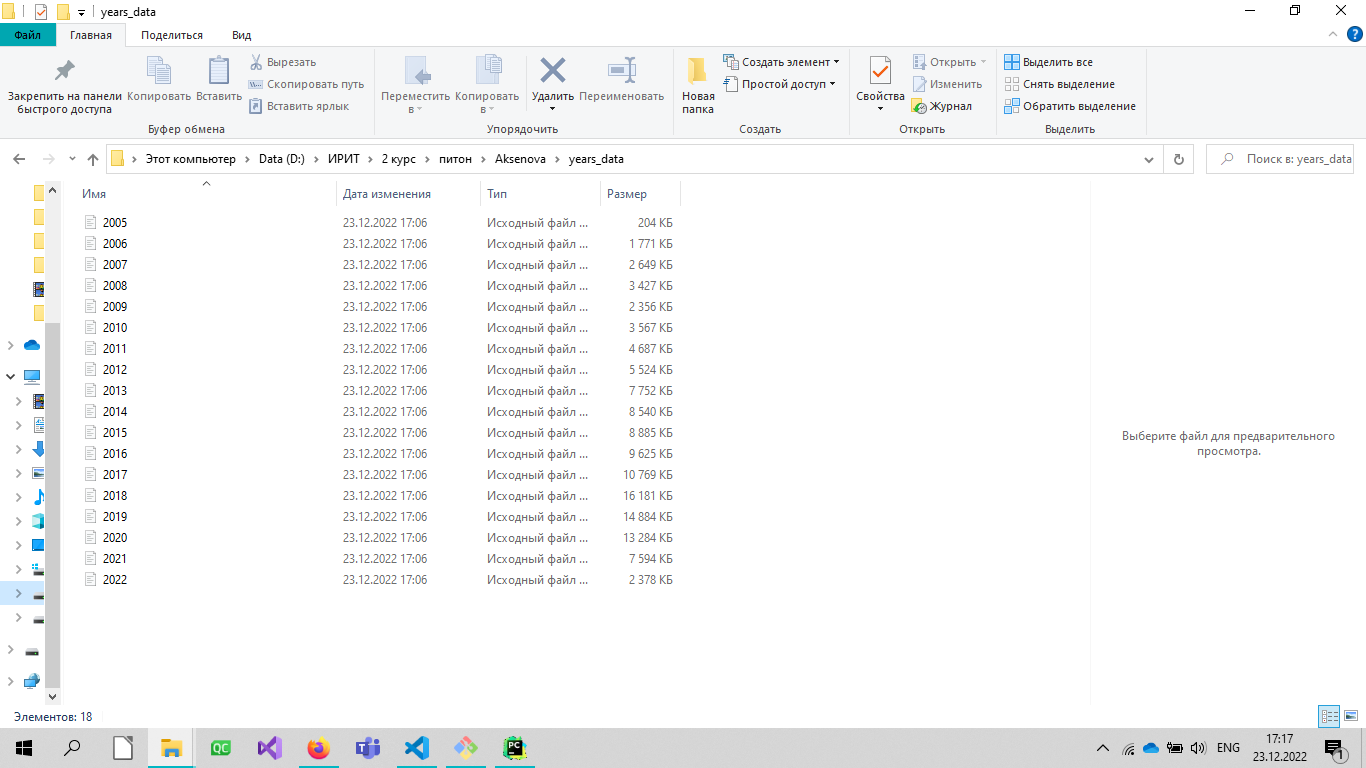 years_data
Файл Главная Поделиться Вид
Закрепить на панели быстрого доступа
Копировать
Вставить
Вырезать
Скопировать путь
Вставить ярлык
Буфер обмена
Переместить в
Копировать в
Удалить
Переименовать
Упорядочить
Новая папка
Создать элемент
Простой доступ
Создать
Свойства
Открыть
Изменить
Журнал
Открыть
Выделить все
Снять выделение
Обратить выделение
Выделить
Этот компьютер Data (D:) ИРИТ 2 курс питон Aksenova years_data
Поиск в: years_data
Имя Дата изменения Тип Размер
2005 23.12.2022 17:06 Исходный файл ... 204 КБ
2006 23.12.2022 17:06 Исходный файл ... 1 771 КБ
2007 23.12.2022 17:06 Исходный файл ... 2 649 КБ
2008 23.12.2022 17:06 Исходный файл ... 3 427 КБ
2009 23.12.2022 17:06 Исходный файл ... 2 356 КБ
2010 23.12.2022 17:06 Исходный файл ... 3 567 КБ
2011 23.12.2022 17:06 Исходный файл ... 4 687 КБ
2012 23.12.2022 17:06 Исходный файл ... 5 524 КБ
2013 23.12.2022 17:06 Исходный файл ... 7 752 КБ
2014 23.12.2022 17:06 Исходный файл ... 8 540 КБ
2015 23.12.2022 17:06 Исходный файл ... 8 885 КБ
2016 23.12.2022 17:06 Исходный файл ... 9 625 КБ
2017 23.12.2022 17:06 Исходный файл ... 10 769 КБ
2018 23.12.2022 17:06 Исходный файл ... 16 181 КБ
2019 23.12.2022 17:06 Исходный файл ... 14 884 КБ
2020 23.12.2022 17:06 Исходный файл ... 13 284 КБ
2021 23.12.2022 17:06 Исходный файл ... 7 594 КБ
2022 23.12.2022 17:06 Исходный файл ... 2 378 КБ
Выберите файл для предварительного
просмотра.
Элементов: 18
QC
PC
ENG
17:17
23.12.2022
1